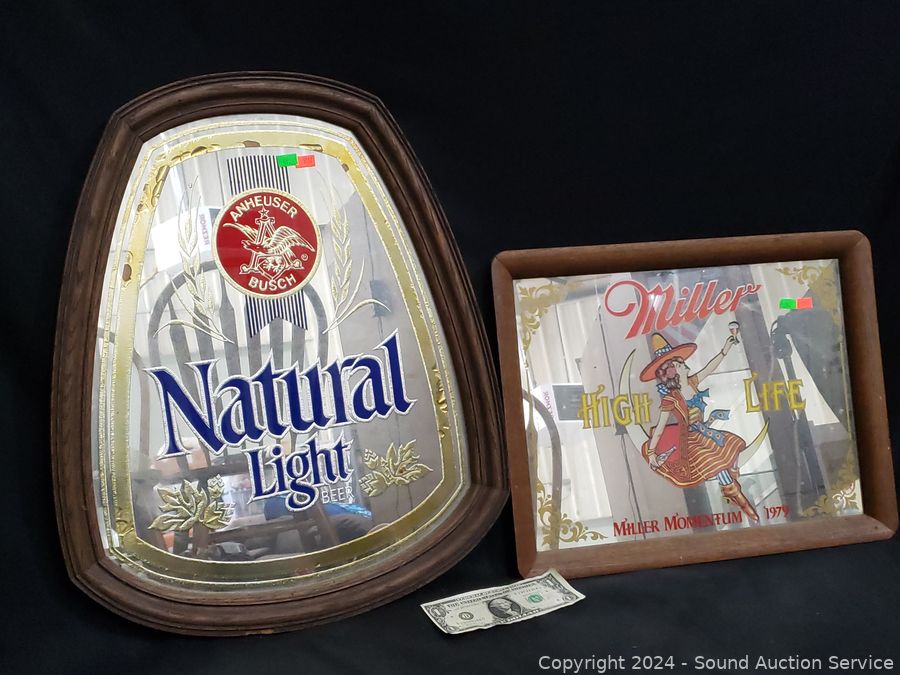 ANHEUSER
BUSCH
Natural
Light
BEER
Miller
HIGH LIFE
MILLER MOMENTUM 1979
Copyright © 2024 - Sound Auction Service